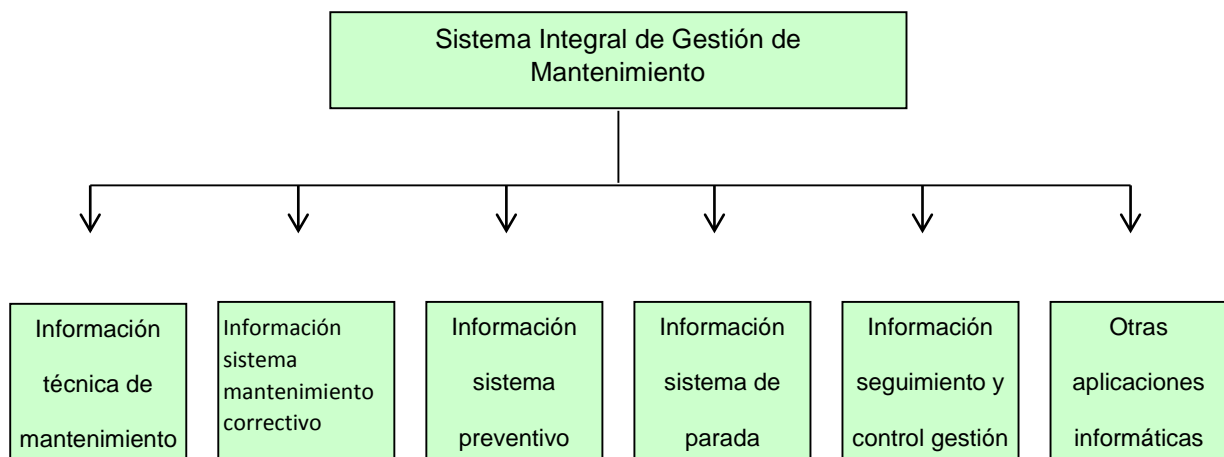 Sistema Integral de Gestión de
Mantenimiento
Información
técnica de
mantenimiento
Información
sistema
mantenimiento
correctivo
Información
sistema
preventivo
Información
sistema de
parada
Información
seguimiento y
control gestión
Otras
aplicaciones
informáticas